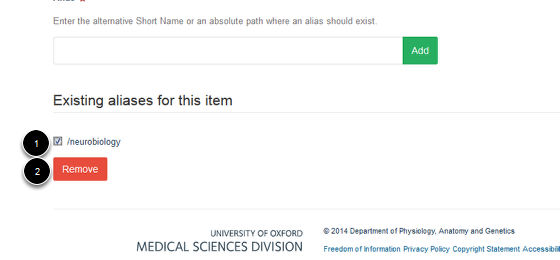 Enter the alternative Short Name or an absolute path where an alias should exist.
Add
Existing aliases for this item
1 /neurobiology
2 Remove
UNIVERSITY OF OXFORD
MEDICAL SCIENCES DIVISION
© 2014 Department of Physiology, Anatomy and Genetics
Freedom of Information Privacy Policy Copyright Statement